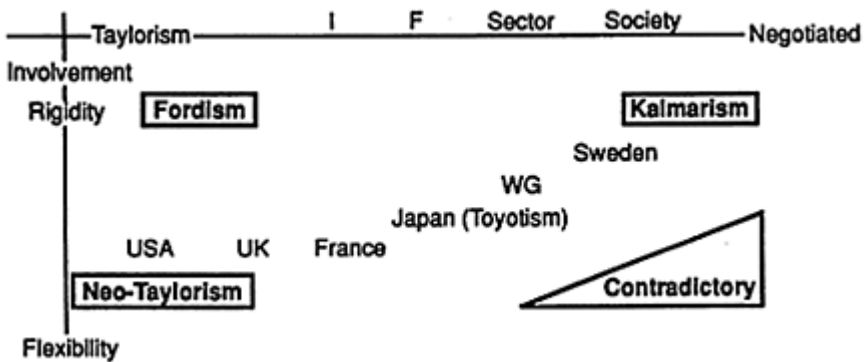 I F Sector Society
Taylorism Negotiated
Involvement
Rigidity Fordism Kalmarism
Sweden
WG
Japan (Toyotism)
USA UK France
Neo-Taylorism Contradictory
Flexibility